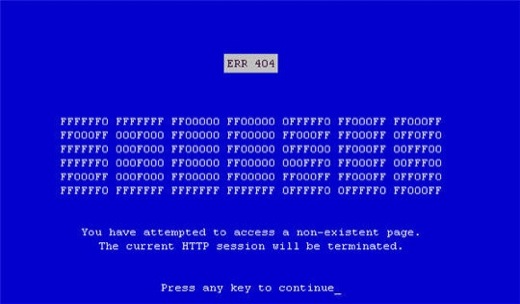 ERR 404
FFFFFF0 FFFFFFF FF00000 FF00000 0FFFFF0 FF000FF FF000FF
FF000FF 000F000 FF00000 FF00000 FF000FF FF000FF 0FF0FF0
FFFFFF0 000F000 FF00000 FF00000 FFF0000 FF000FF 00FFF00
FFFFFF0 000F000 FF00000 FF00000 000FFF0 FF000FF 00FFF00
FF000FF 000F000 FF00000 FF00000 FF000FF FF000FF 0FF0FF0
FFFFFF0 FFFFFFF FFFFFFF FFFFFFF 0FFFFF0 0FFFFF0 FF000FF
You have attempted to access a non-existent page.
The current HTTP session will be terminated.
Press any key to continue_